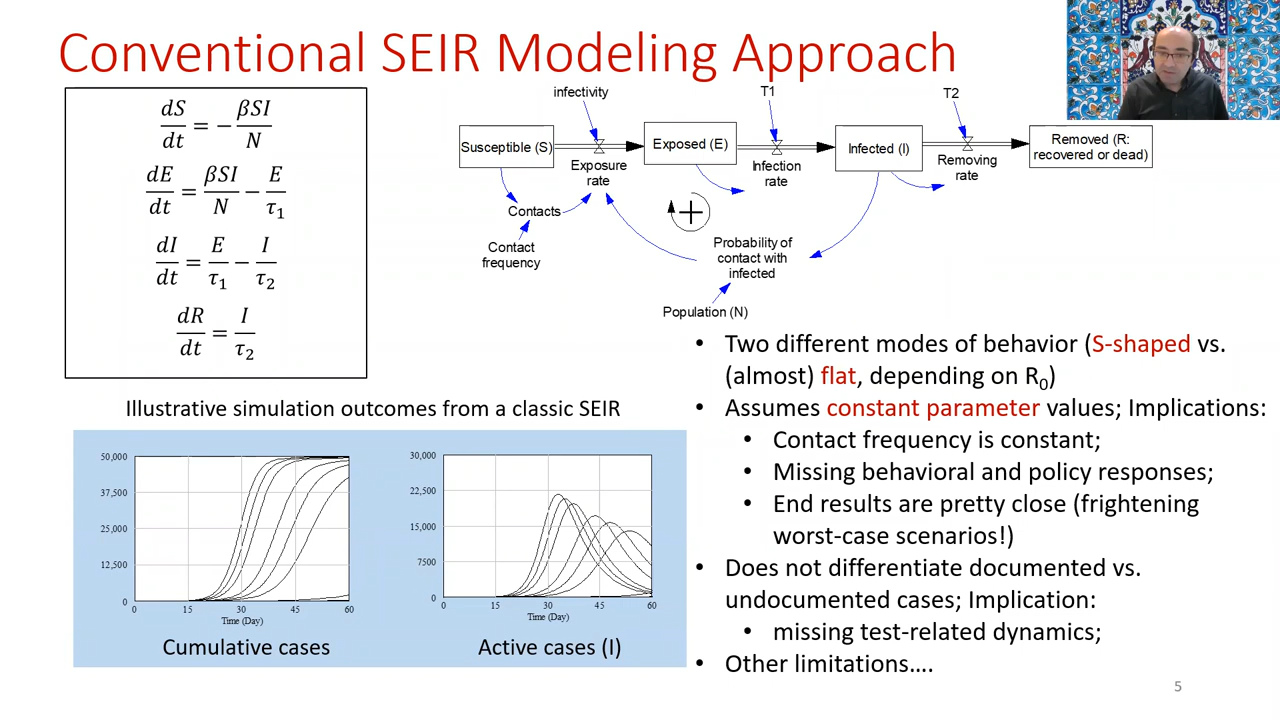 Conventional SEIR Modeling Approach
dS/dt = − βSI/N
dE/dt = βSI/N − E/τ₁
dI/dt = E/τ₁ − I/τ₂
dR/dt = I/τ₂
infectivity
T1
T2
Susceptible (S)
Exposure
rate
Exposed (E)
Infection
rate
Infected (I)
Removing
rate
Removed (R:
recovered or dead)
Contacts
Contact
frequency
+
Probability of
contact with
infected
Population (N)
Illustrative simulation outcomes from a classic SEIR
50,000
37,500
25,000
12,500
0
0 15 30 45 60
Time (Day)
Cumulative cases
30,000
22,500
15,000
7500
0
0 15 30 45 60
Time (Day)
Active cases (I)
• Two different modes of behavior (S-shaped vs.
(almost) flat, depending on R₀)
• Assumes constant parameter values; Implications:
• Contact frequency is constant;
• Missing behavioral and policy responses;
• End results are pretty close (frightening
worst-case scenarios!)
• Does not differentiate documented vs.
undocumented cases; Implication:
• missing test-related dynamics;
• Other limitations….
5